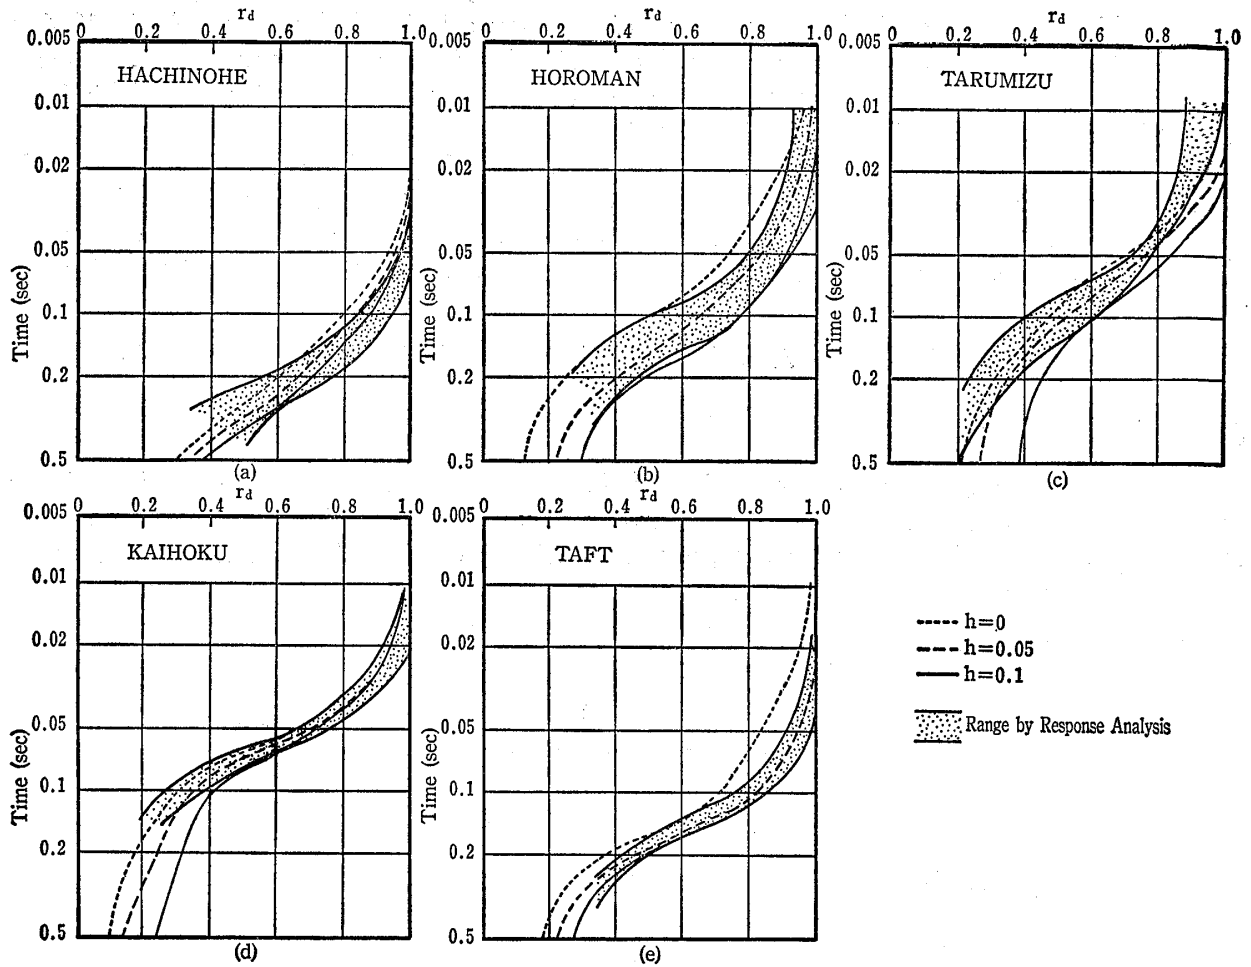 r_d
0 0.2 0.4 0.6 0.8 1.0
0.005
HACHINOHE
0.01
0.02
0.05
0.1
0.2
0.5
Time (sec)
(a)
r_d
0 0.2 0.4 0.6 0.8 1.0
0.005
HOROMAN
0.01
0.02
0.05
0.1
0.2
0.5
Time (sec)
(b)
r_d
0 0.2 0.4 0.6 0.8 1.0
0.005
TARUMIZU
0.01
0.02
0.05
0.1
0.2
0.5
Time (sec)
(c)
r_d
0 0.2 0.4 0.6 0.8 1.0
0.005
KAIHOKU
0.01
0.02
0.05
0.1
0.2
0.5
Time (sec)
(d)
r_d
0 0.2 0.4 0.6 0.8 1.0
0.005
TAFT
0.01
0.02
0.05
0.1
0.2
0.5
Time (sec)
(e)
h=0
h=0.05
h=0.1
Range by Response Analysis